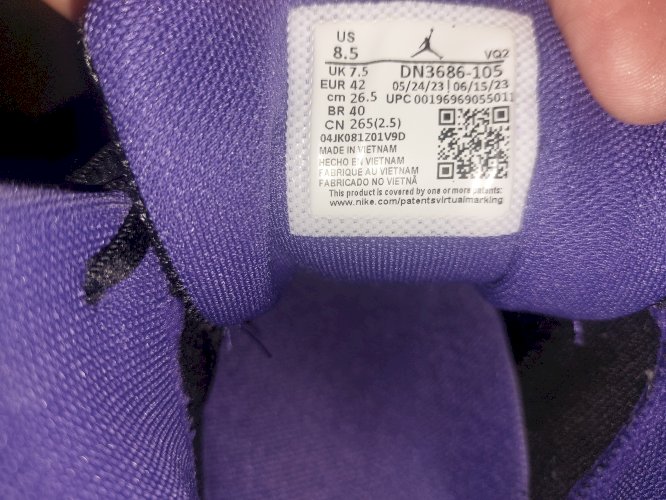 US
8.5
VQ2
UK 7.5 DN3686-105
EUR 42 05/24/23 06/15/23
cm 26.5 UPC 00196969055011
BR 40
CN 265(2.5)
04JK081Z01V9D
MADE IN VIETNAM
HECHO EN VIETNAM
FABRIQUE AU VIETNAM
FABRICADO NO VIETNÃ
This product is covered by one or more patents:
www.nike.com/patentsvirtualmarking